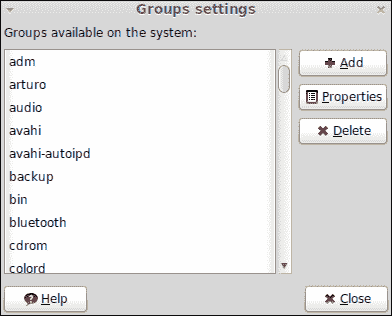 Groups settings
Groups available on the system:
adm
arturo
audio
avahi
avahi-autoipd
backup
bin
bluetooth
cdrom
colord
Add
Properties
Delete
Help
Close